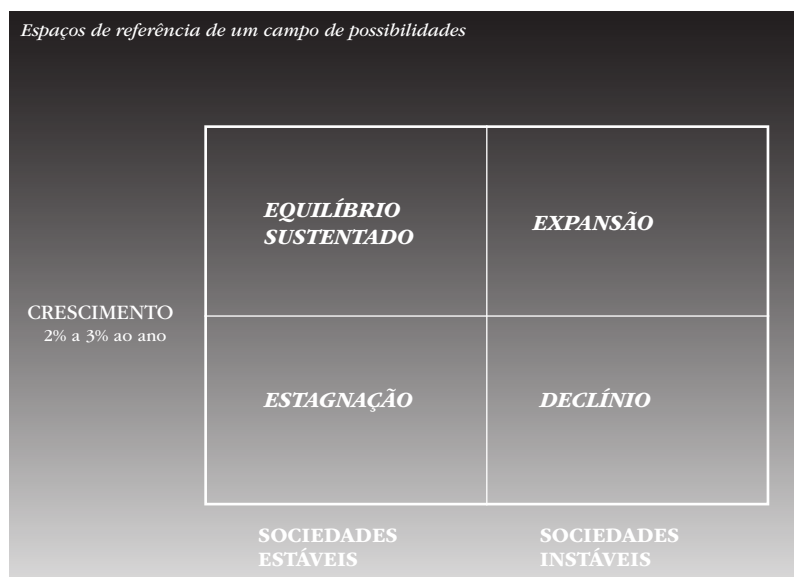 Espaços de referência de um campo de possibilidades
EQUILÍBRIO
SUSTENTADO
EXPANSÃO
CRESCIMENTO
2% a 3% ao ano
ESTAGNAÇÃO
DECLÍNIO
SOCIEDADES
ESTÁVEIS
SOCIEDADES
INSTÁVEIS